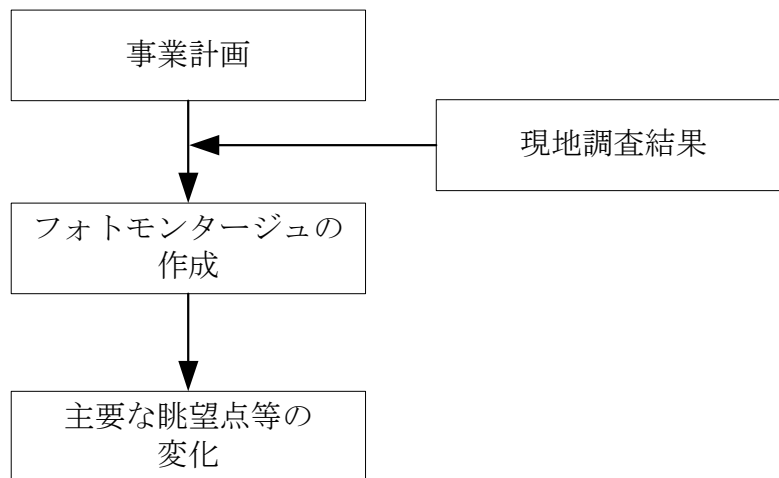 事業計画
現地調査結果
フォトモンタージュの
作成
主要な眺望点等の
変化